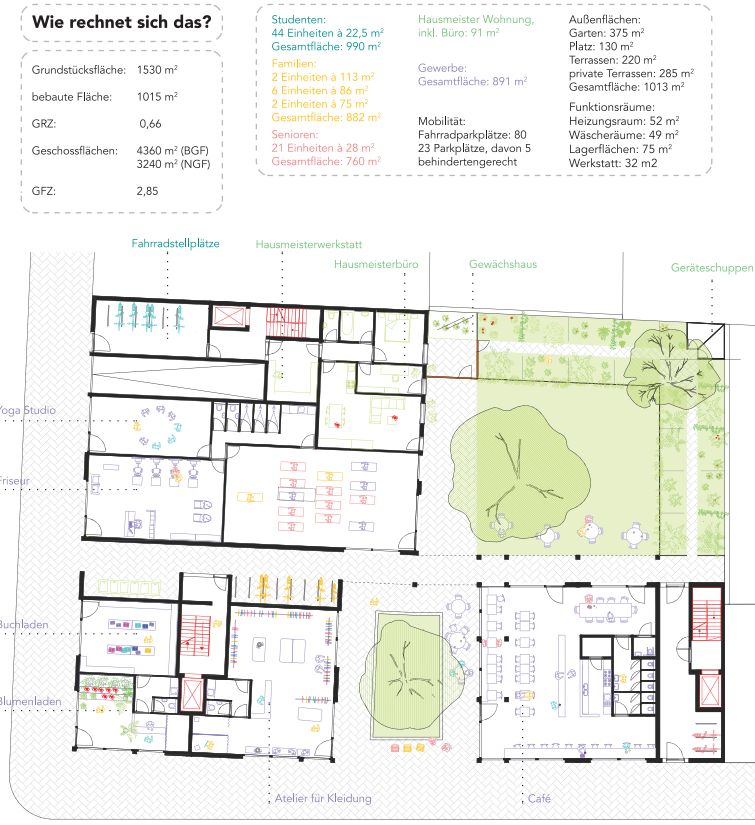 Wie rechnet sich das?
Grundstücksfläche: 1530 m²
bebaute Fläche: 1015 m²
GRZ: 0,66
Geschossflächen: 4360 m² (BGF)
3240 m² (NGF)
GFZ: 2,85
Studenten:
44 Einheiten à 22,5 m²
Gesamtfläche: 990 m²
Familien:
2 Einheiten à 113 m²
6 Einheiten à 86 m²
2 Einheiten à 75 m²
Gesamtfläche: 882 m²
Senioren:
21 Einheiten à 28 m²
Gesamtfläche: 760 m²
Hausmeister Wohnung,
inkl. Büro: 91 m²
Gewerbe:
Gesamtfläche: 891 m²
Mobilität:
Fahrradparkplätze: 80
23 Parkplätze, davon 5
behindertengerecht
Außenflächen:
Garten: 375 m²
Platz: 130 m²
Terrassen: 220 m²
private Terrassen: 285 m²
Gesamtfläche: 1013 m²
Funktionsräume:
Heizungsraum: 52 m²
Wäscheräume: 49 m²
Lagerflächen: 75 m²
Werkstatt: 32 m2
Fahrradstellplätze
Hausmeisterwerkstatt
Hausmeisterbüro
Gewächshaus
Geräteschuppen
Yoga Studio
Friseur
Buchladen
Blumenladen
Atelier für Kleidung
Café